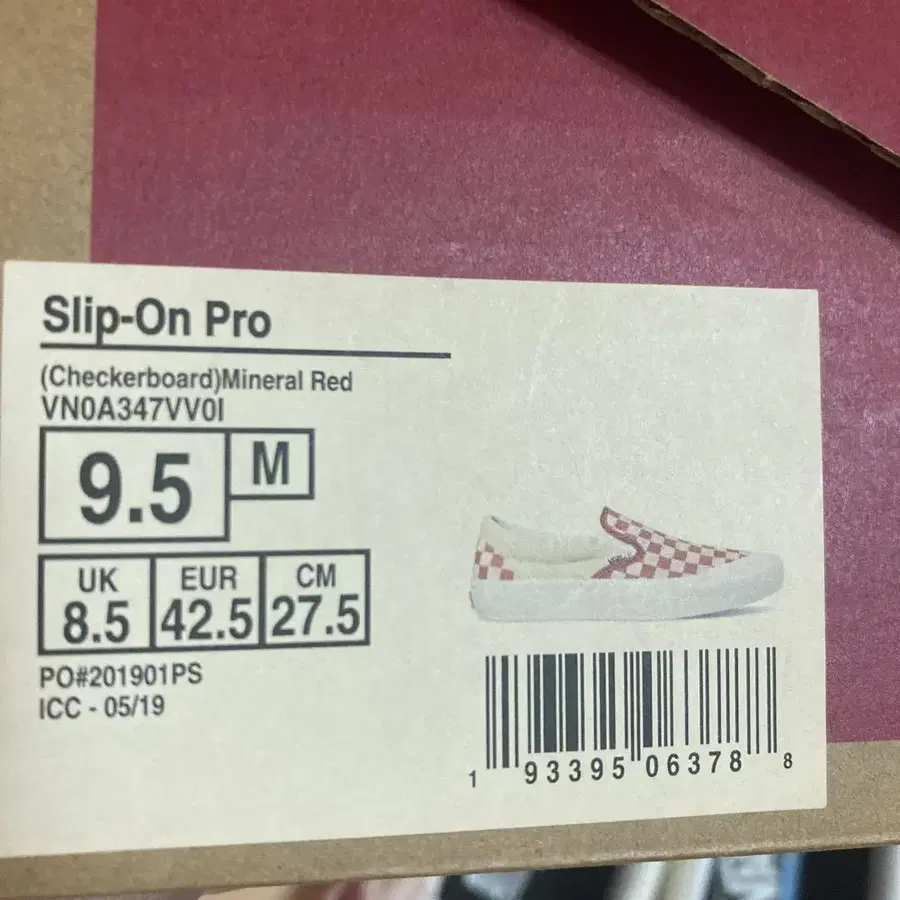 Slip-On Pro
(Checkerboard)Mineral Red
VN0A347VV0I
9.5 M
UK EUR CM
8.5 42.5 27.5
PO#201901PS
ICC - 05/19
1 93395 06378 8